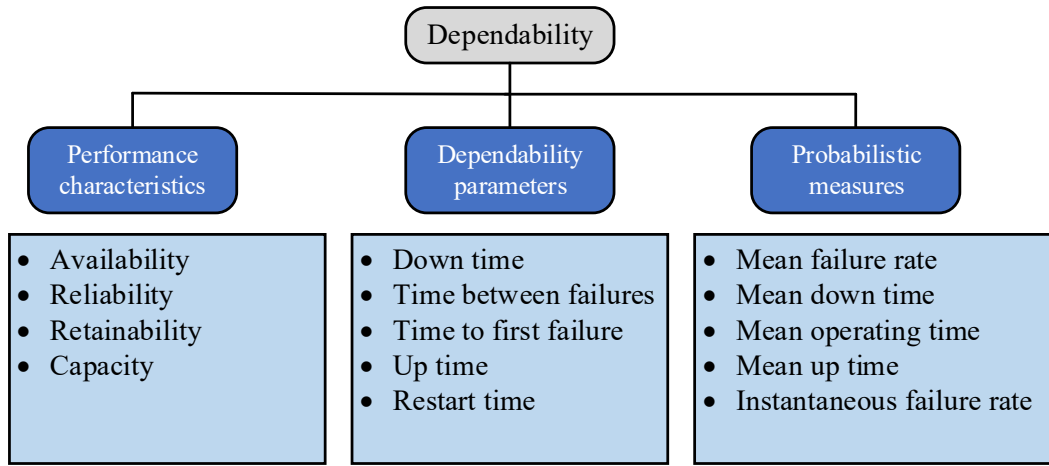 Dependability
Performance
characteristics
Dependability
parameters
Probabilistic
measures
• Availability
• Reliability
• Retainability
• Capacity
• Down time
• Time between failures
• Time to first failure
• Up time
• Restart time
• Mean failure rate
• Mean down time
• Mean operating time
• Mean up time
• Instantaneous failure rate